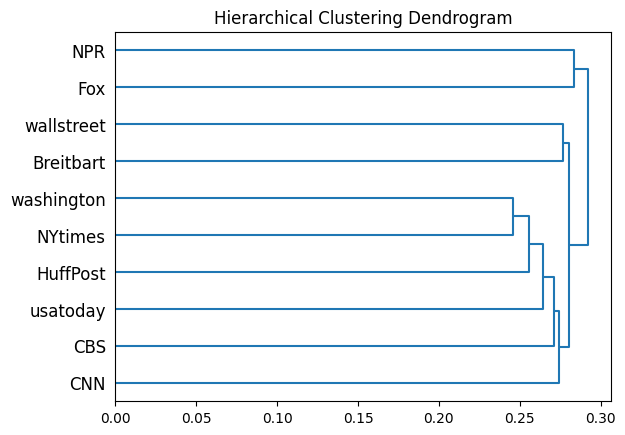 Hierarchical Clustering Dendrogram
NPR
Fox
wallstreet
Breitbart
washington
NYtimes
HuffPost
usatoday
CBS
CNN
0.00 0.05 0.10 0.15 0.20 0.25 0.30